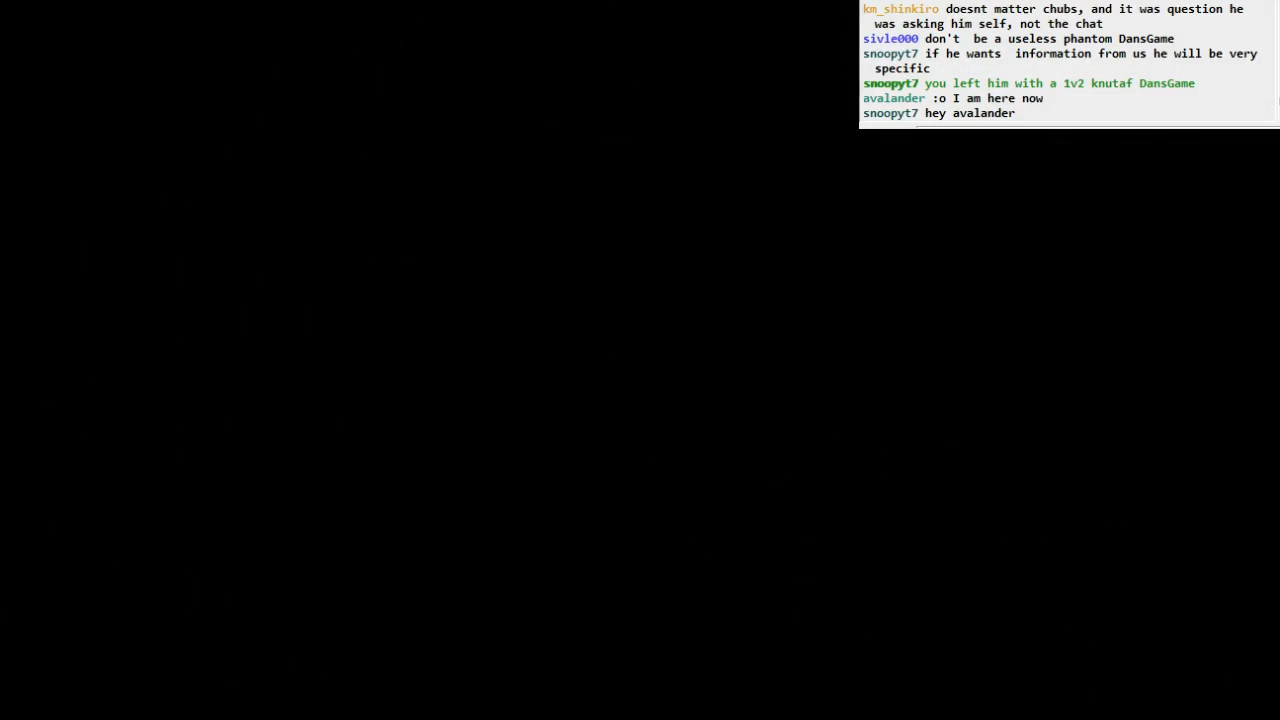 km_shinkiro doesnt matter chubs, and it was question he
was asking him self, not the chat
sivle000 don't  be a useless phantom DansGame
snoopyt7 if he wants  information from us he will be very
specific
snoopyt7 you left him with a 1v2 knutaf DansGame
avalander :o I am here now
snoopyt7 hey avalander